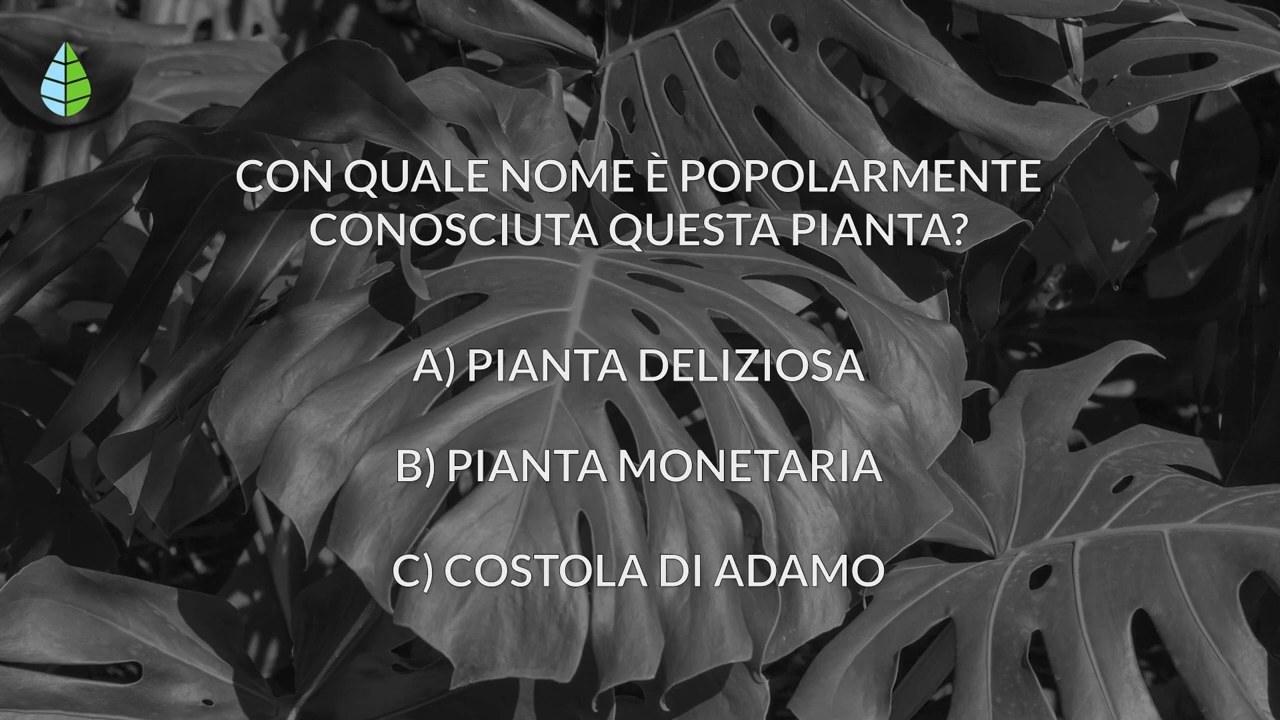 CON QUALE NOME È POPOLARMENTE
CONOSCIUTA QUESTA PIANTA?
A) PIANTA DELIZIOSA
B) PIANTA MONETARIA
C) COSTOLA DI ADAMO